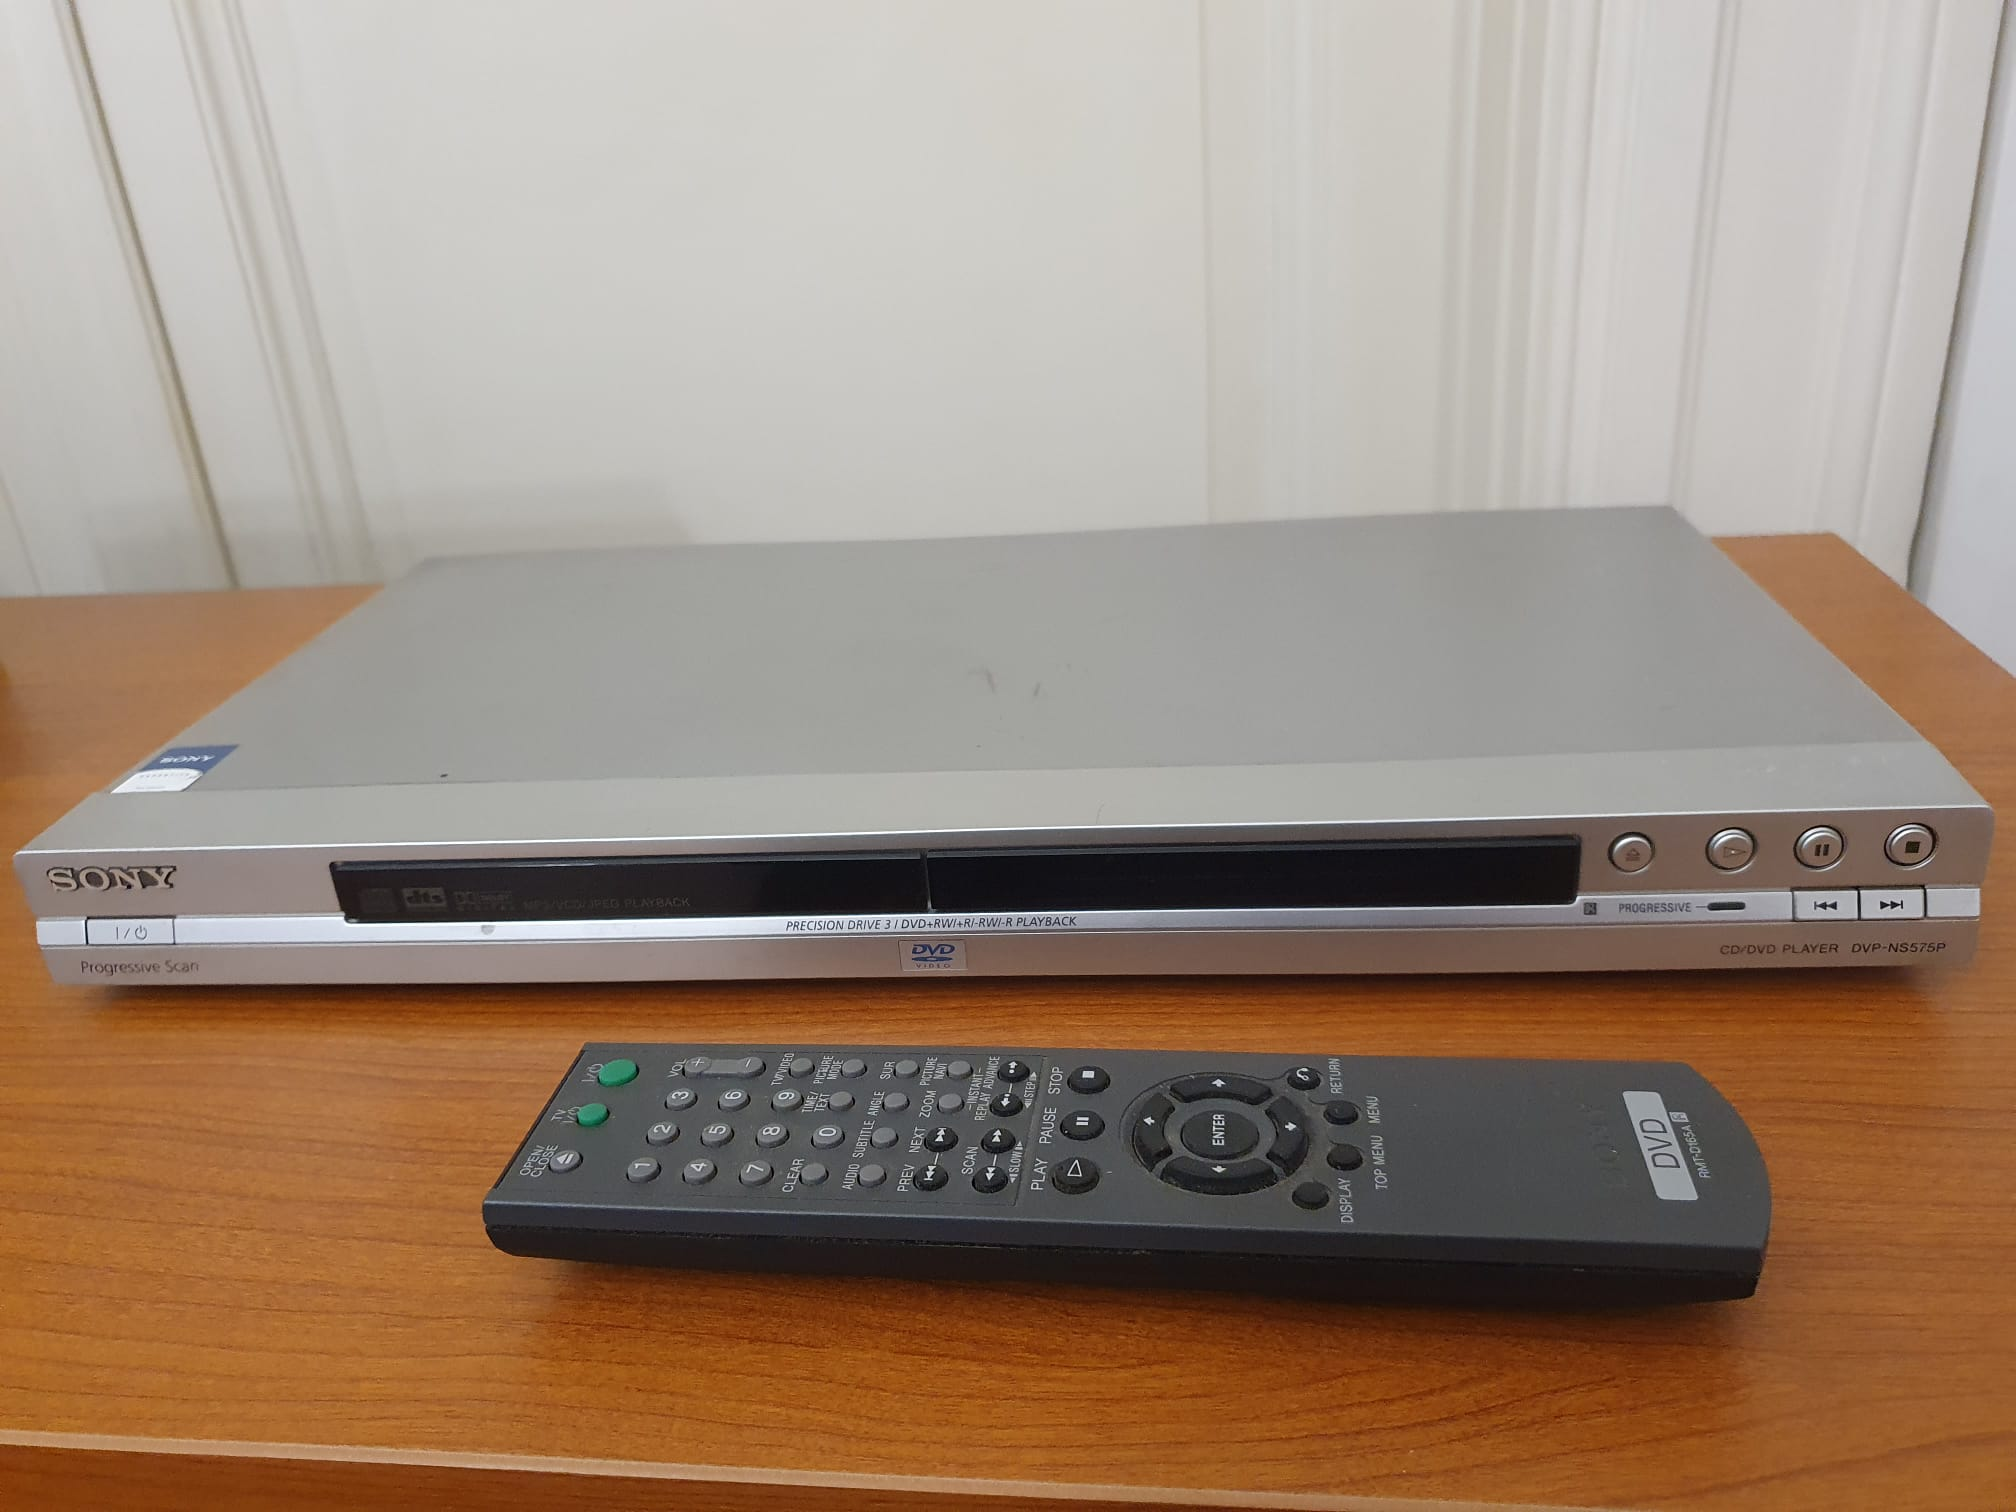 SONY
SONY
dts
MP3/VCD/JPEG PLAYBACK
PROGRESSIVE
I / ⏻
PRECISION DRIVE 3 / DVD+RW/+R/-RW/-R PLAYBACK
Progressive Scan
DVD
VIDEO
CD/DVD PLAYER DVP-NS575P
I/⏻
TV I/⏻
OPEN/CLOSE
VOL + -
TV/VIDEO
PICTURE MODE
SUR
PICTURE NAVI
1 2 3
4 5 6
7 8 9
CLEAR 0 TIME/TEXT
AUDIO SUBTITLE ANGLE ZOOM
PREV NEXT
INSTANT REPLAY ADVANCE
STEP
SCAN
SLOW
PLAY PAUSE STOP
ENTER
RETURN
MENU
TOP MENU
DISPLAY
SONY
DVD
RMT-D165A